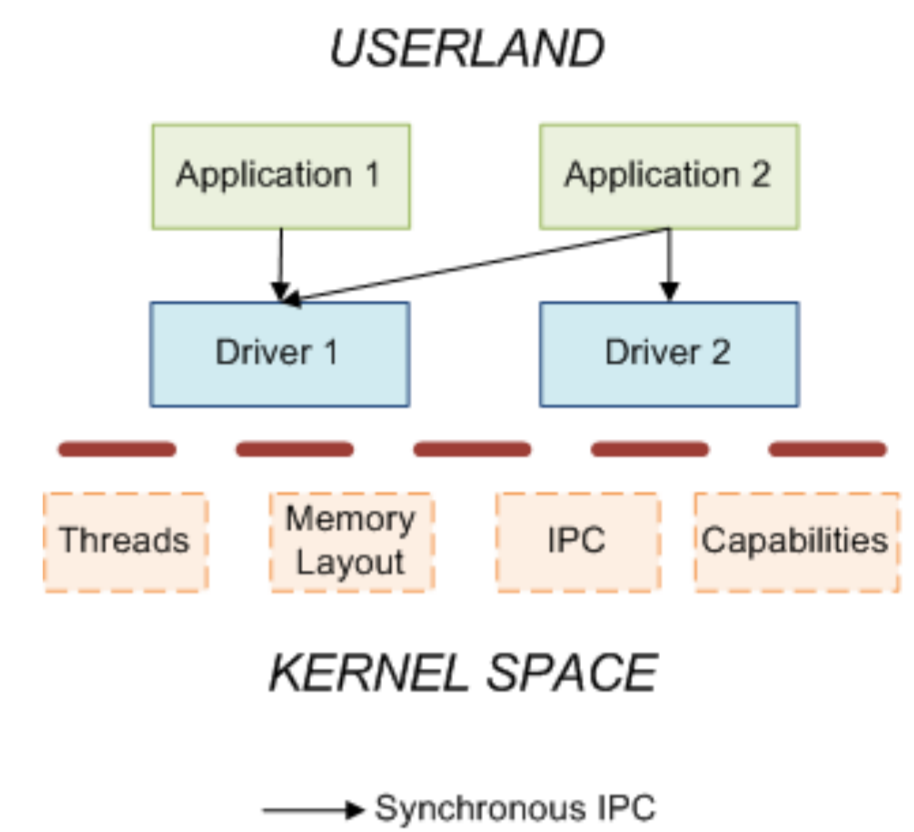 USERLAND
Application 1
Application 2
Driver 1
Driver 2
Threads
Memory
Layout
IPC
Capabilities
KERNEL SPACE
Synchronous IPC